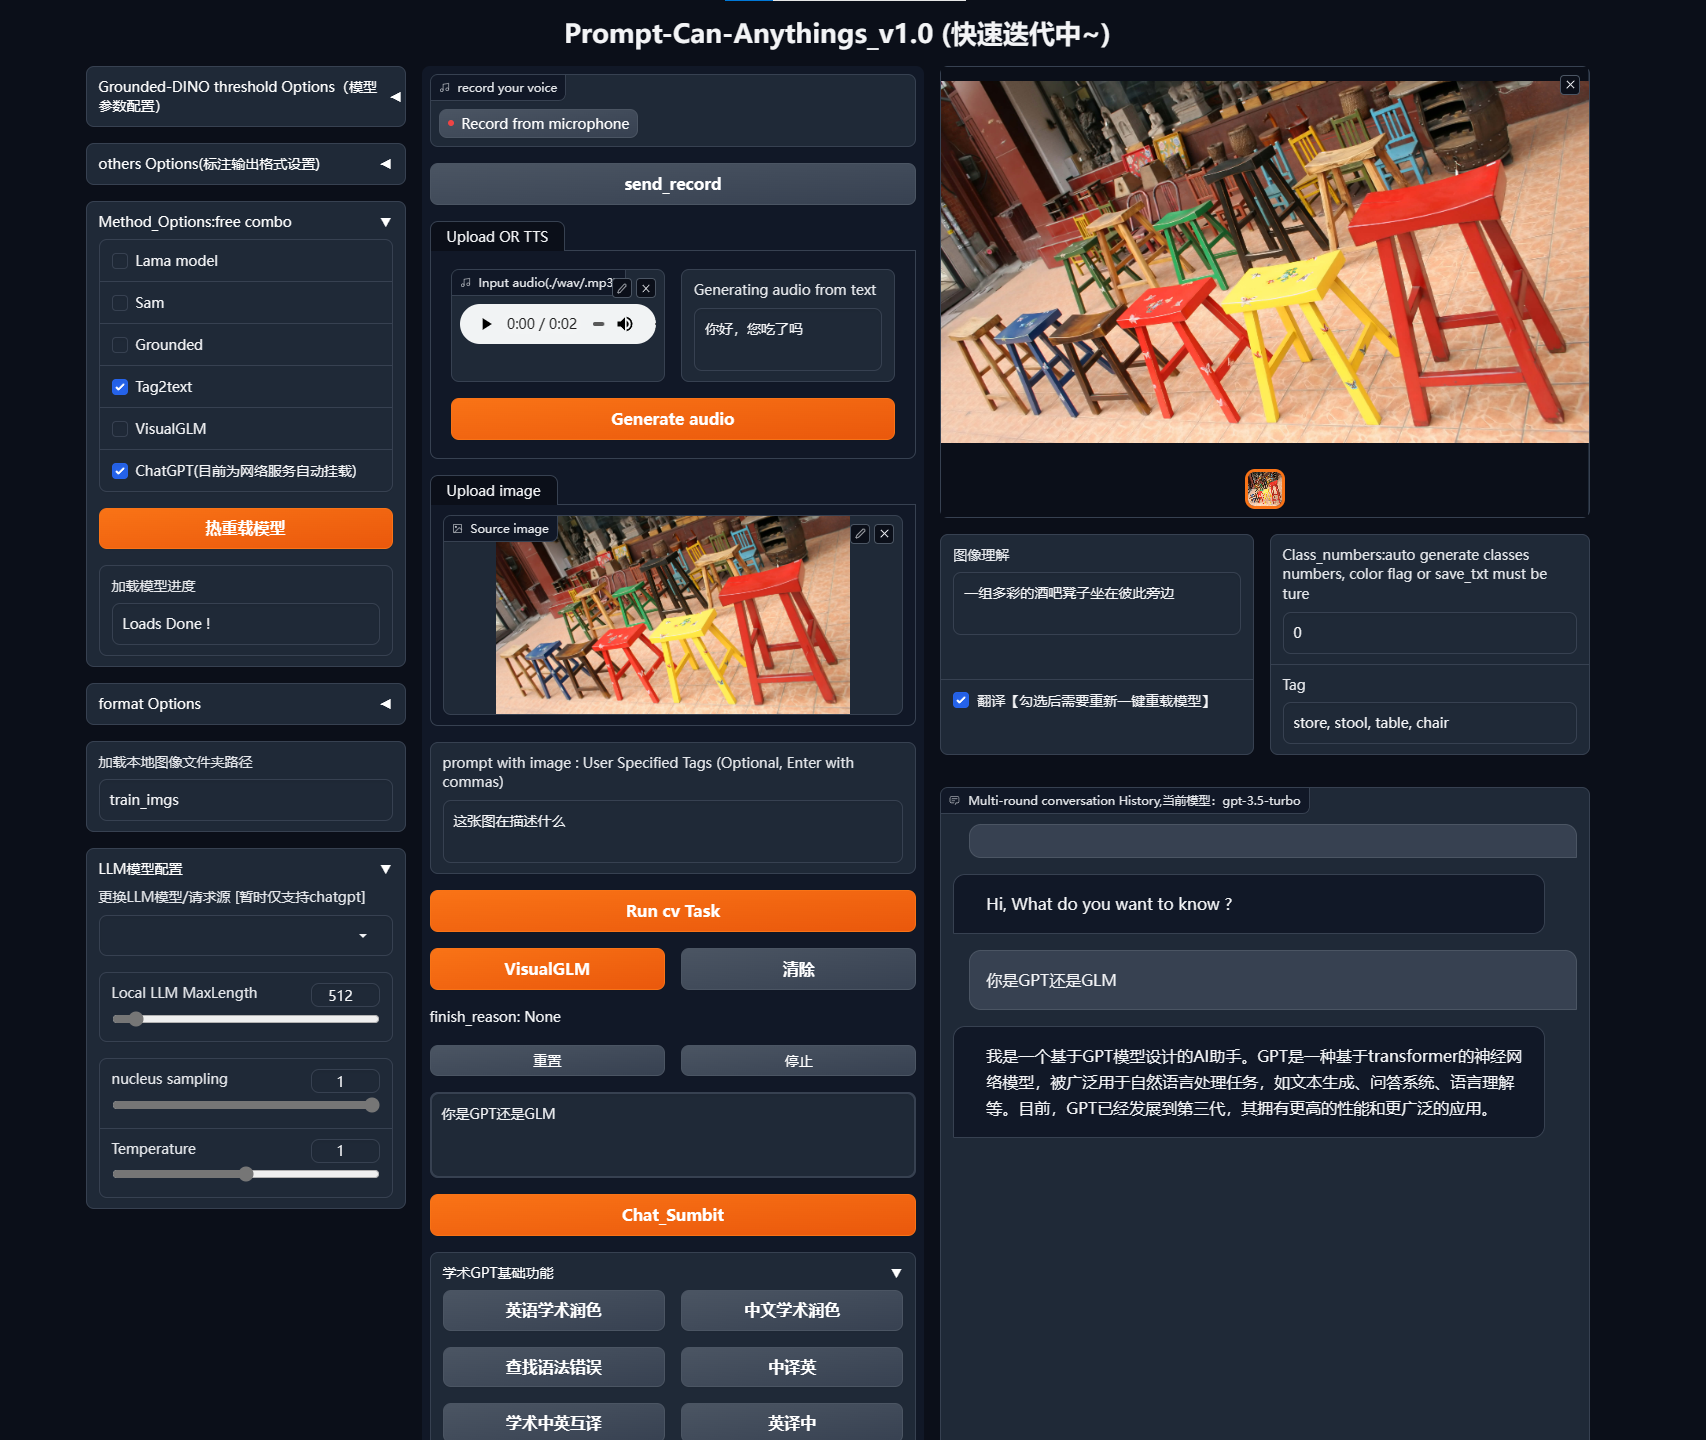 Prompt-Can-Anythings_v1.0 (快速迭代中~)
Grounded-DINO threshold Options（模型
参数配置）
others Options(标注输出格式设置)
Method_Options:free combo
Lama model
Sam
Grounded
Tag2text
VisualGLM
ChatGPT(目前为网络服务自动挂载)
热重载模型
加载模型进度
Loads Done !
format Options
加载本地图像文件夹路径
train_imgs
LLM模型配置
更换LLM模型/请求源 [暂时仅支持chatgpt]
Local LLM MaxLength
512
nucleus sampling
1
Temperature
1
record your voice
Record from microphone
send_record
Upload OR TTS
Input audio(./wav/.mp3
0:00 / 0:02
Generating audio from text
你好，您吃了吗
Generate audio
Upload image
Source image
prompt with image : User Specified Tags (Optional, Enter with
commas)
这张图在描述什么
Run cv Task
VisualGLM
清除
finish_reason: None
重置
停止
你是GPT还是GLM
Chat_Sumbit
学术GPT基础功能
英语学术润色
中文学术润色
查找语法错误
中译英
学术中英互译
英译中
图像理解
一组多彩的酒吧凳子坐在彼此旁边
翻译【勾选后需要重新一键重载模型】
Class_numbers:auto generate classes
numbers, color flag or save_txt must be
ture
0
Tag
store, stool, table, chair
Multi-round conversation History,当前模型：gpt-3.5-turbo
Hi, What do you want to know ?
你是GPT还是GLM
我是一个基于GPT模型设计的AI助手。GPT是一种基于transformer的神经网
络模型，被广泛用于自然语言处理任务，如文本生成、问答系统、语言理解
等。目前，GPT已经发展到第三代，其拥有更高的性能和更广泛的应用。